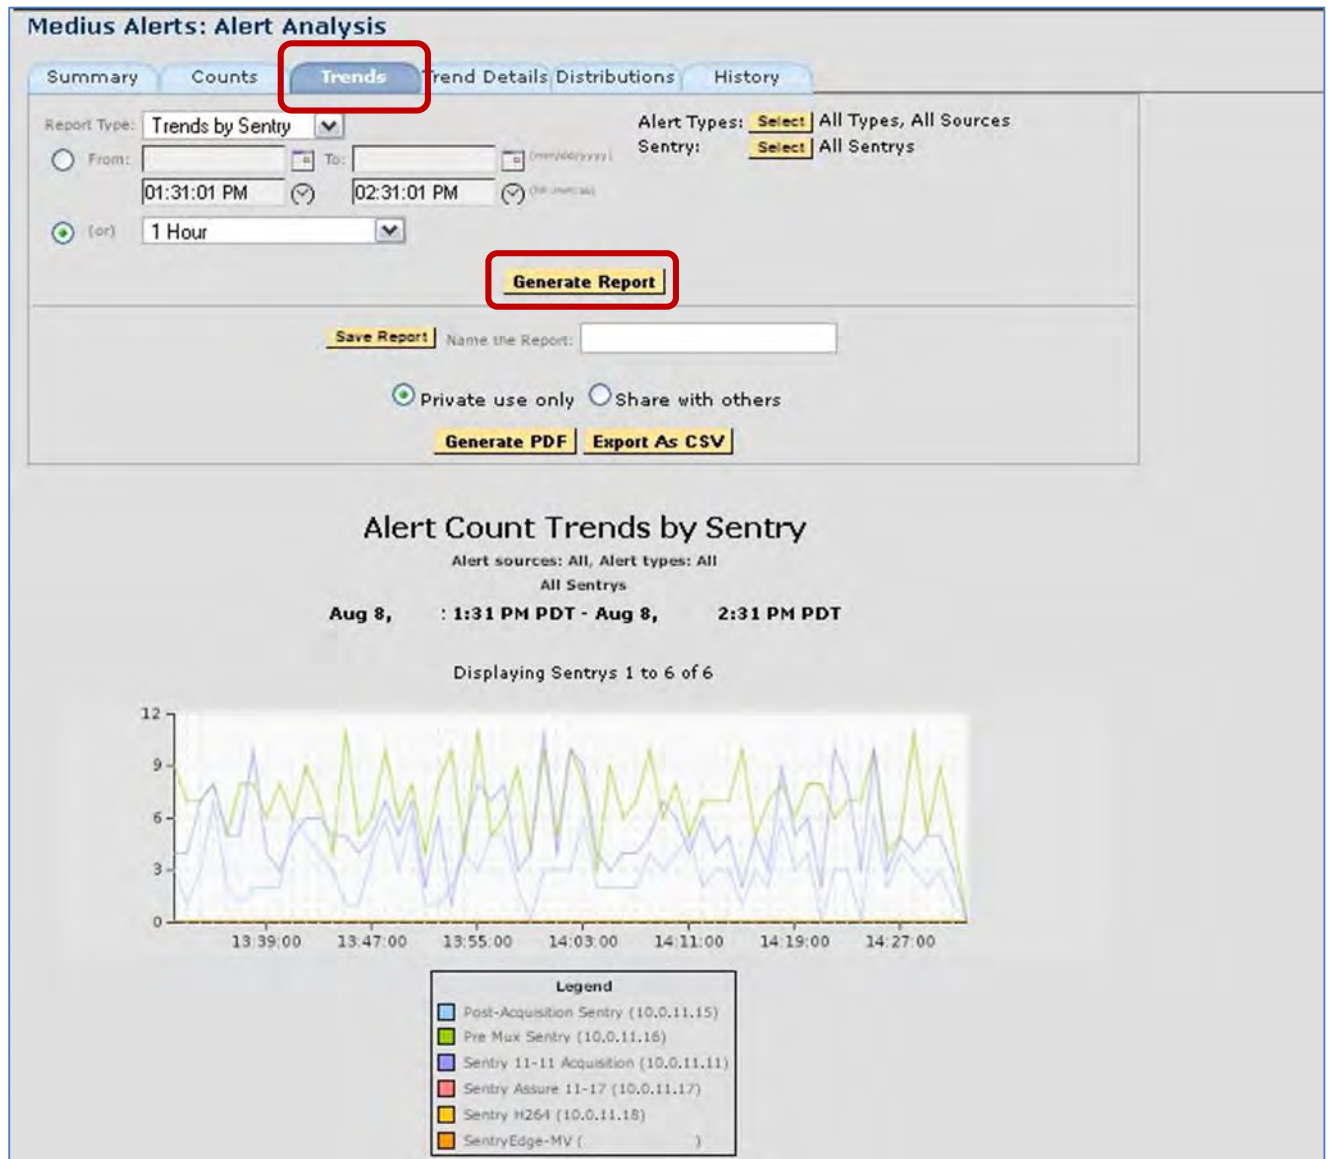 Medius Alerts: Alert Analysis
Summary Counts Trends Trend Details Distributions History
Report Type: Trends by Sentry Alert Types: Select All Types, All Sources
From: To: (mm/dd/yyyy) Sentry: Select All Sentrys
01:31:01 PM 02:31:01 PM (hh:mm:ss)
(or) 1 Hour
Generate Report
Save Report Name the Report:
Private use only Share with others
Generate PDF Export As CSV
Alert Count Trends by Sentry
Alert sources: All, Alert types: All
All Sentrys
Aug 8, : 1:31 PM PDT - Aug 8, 2:31 PM PDT
Displaying Sentrys 1 to 6 of 6
12
9
6
3
0
13:39:00 13:47:00 13:55:00 14:03:00 14:11:00 14:19:00 14:27:00
Legend
Post-Acquisition Sentry (10.0.11.15)
Pre Mux Sentry (10.0.11.16)
Sentry 11-11 Acquisition (10.0.11.11)
Sentry Assure 11-17 (10.0.11.17)
Sentry H264 (10.0.11.18)
SentryEdge-MV ( )